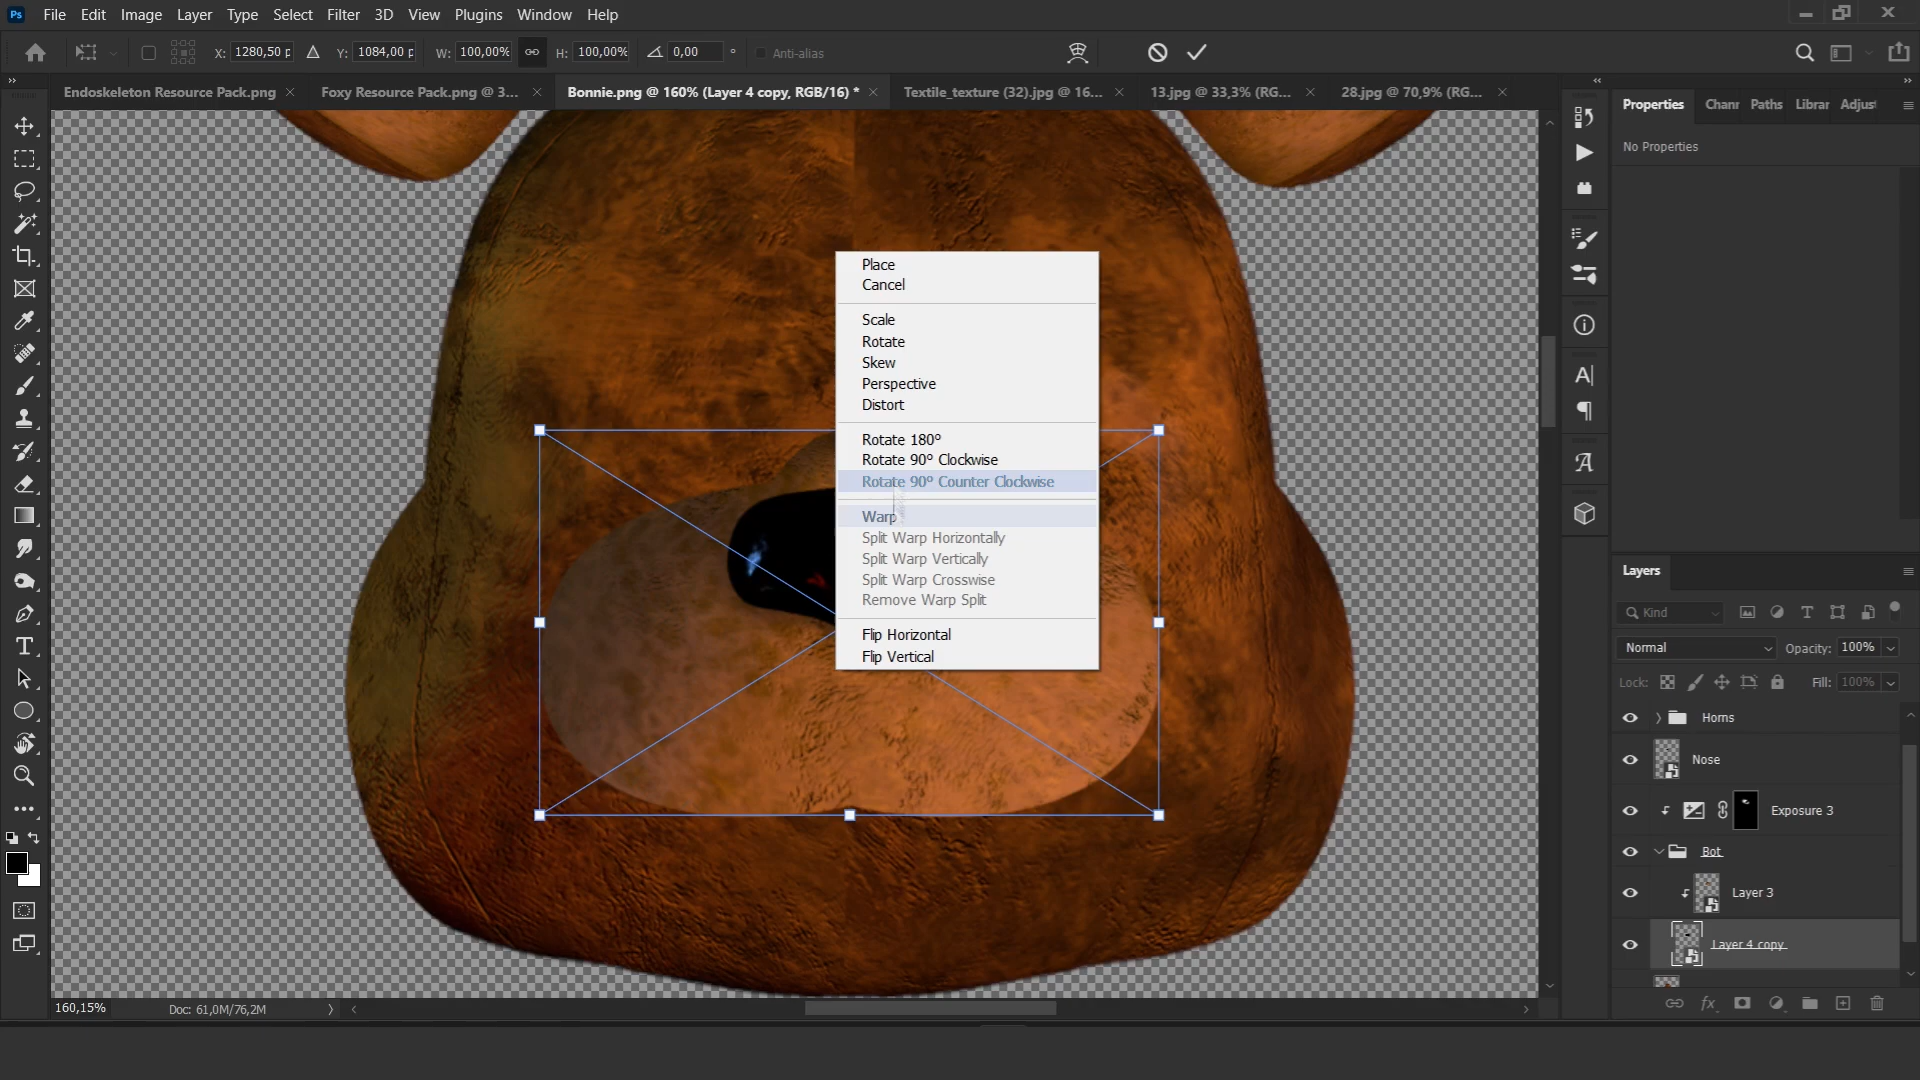 Ps File Edit Image Layer Type Select Filter 3D View Plugins Window Help
X: 1280,50 p Y: 1084,00 p W: 100,00% H: 100,00% 0,00 ° Anti-alias
Endoskeleton Resource Pack.png Foxy Resource Pack.png @ 3... Bonnie.png @ 160% (Layer 4 copy, RGB/16) * Textile_texture (32).jpg @ 16... 13.jpg @ 33,3% (RG... 28.jpg @ 70,9% (RG...
Properties Chanr Paths Librar Adjus
No Properties
Place
Cancel
Scale
Rotate
Skew
Perspective
Distort
Rotate 180°
Rotate 90° Clockwise
Rotate 90° Counter Clockwise
Warp
Split Warp Horizontally
Split Warp Vertically
Split Warp Crosswise
Remove Warp Split
Flip Horizontal
Flip Vertical
Layers
Kind
Normal Opacity: 100%
Lock: Fill: 100%
Horns
Nose
Exposure 3
Bot
Layer 3
Layer 4 copy
160,15% Doc: 61,0M/76,2M